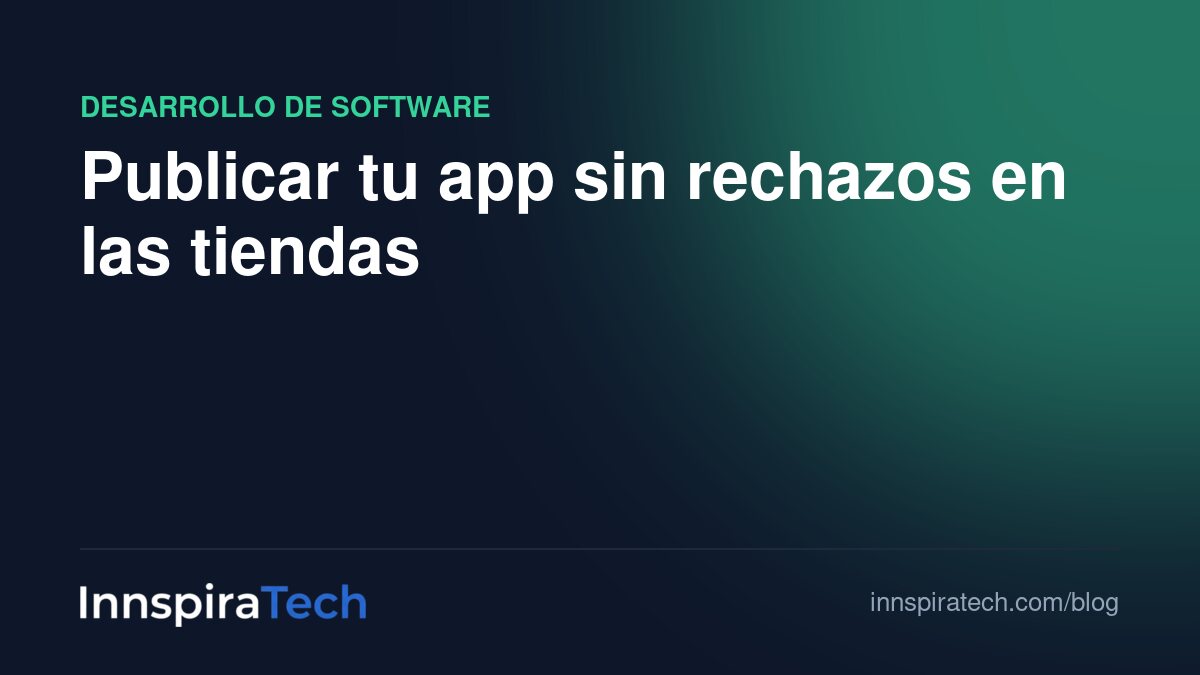 DESARROLLO DE SOFTWARE
Publicar tu app sin rechazos en
las tiendas
InnspiraTech
innspiratech.com/blog